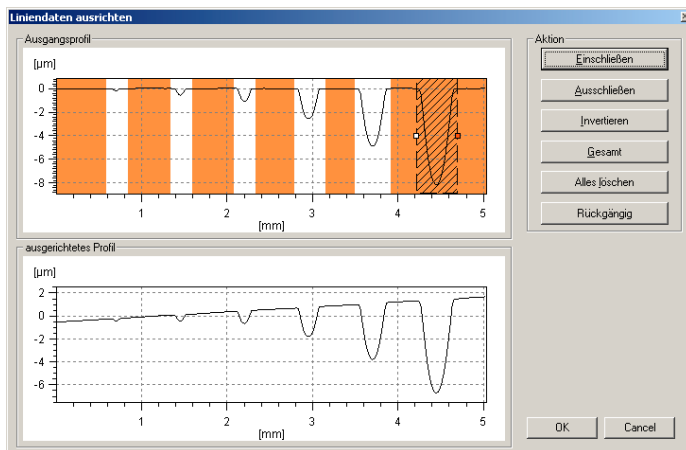 Liniendaten ausrichten
Ausgangsprofil
[µm]
0
-2
-4
-6
-8
1 2 3 4 5
[mm]
ausgerichtetes Profil
[µm]
2
0
-2
-4
-6
1 2 3 4 5
[mm]
Aktion
Einschließen
Ausschließen
Invertieren
Gesamt
Alles löschen
Rückgängig
OK Cancel